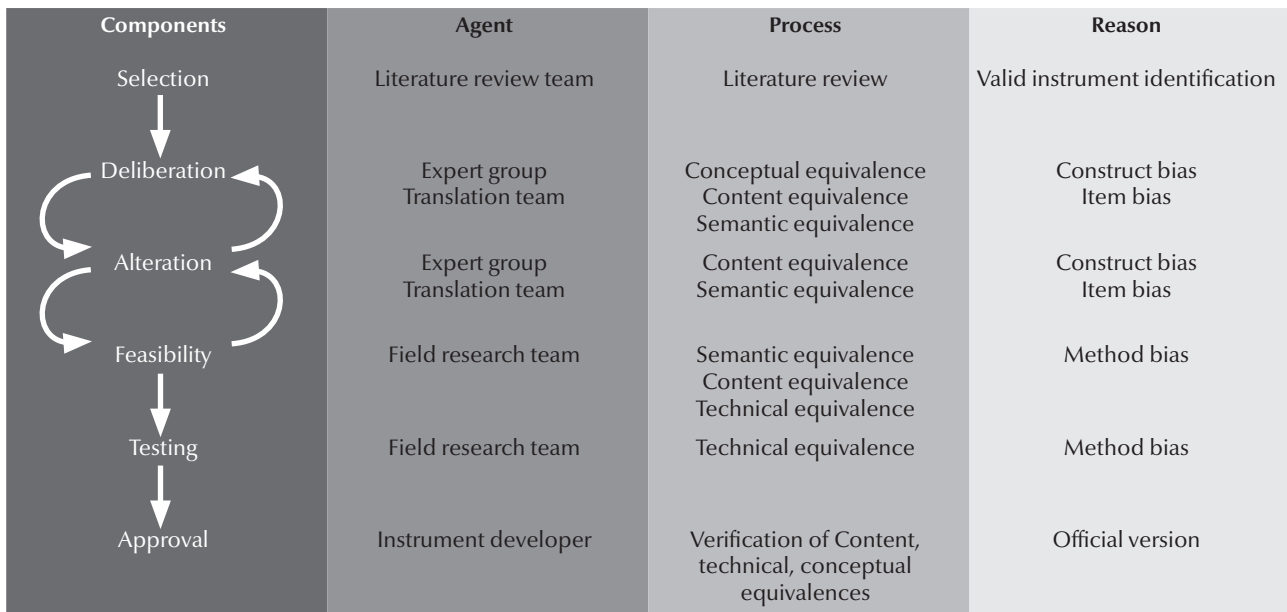 Components Agent Process Reason
Selection Literature review team Literature review Valid instrument identification
Deliberation Expert group Conceptual equivalence Construct bias
Translation team Content equivalence Item bias
Semantic equivalence
Alteration Expert group Content equivalence Construct bias
Translation team Semantic equivalence Item bias
Feasibility Field research team Semantic equivalence Method bias
Content equivalence
Technical equivalence
Testing Field research team Technical equivalence Method bias
Approval Instrument developer Verification of Content, Official version
technical, conceptual
equivalences